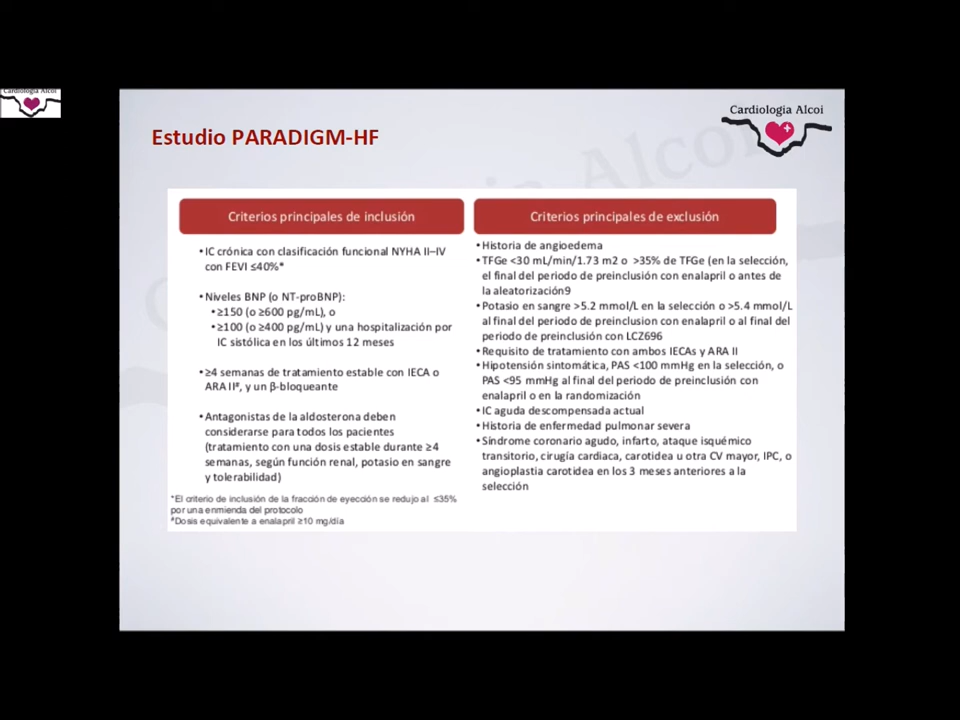 Cardiologia Alcoi
Cardiologia Alcoi
Estudio PARADIGM-HF
Criterios principales de inclusión
•IC crónica con clasificación funcional NYHA II–IV
con FEVI ≤40%*
•Niveles BNP (o NT-proBNP):
•≥150 (o ≥600 pg/mL), o
•≥100 (o ≥400 pg/mL) y una hospitalización por
IC sistólica en los últimos 12 meses
•≥4 semanas de tratamiento estable con IECA o
ARA II#, y un β-bloqueante
•Antagonistas de la aldosterona deben
considerarse para todos los pacientes
(tratamiento con una dosis estable durante ≥4
semanas, según función renal, potasio en sangre
y tolerabilidad)
*El criterio de inclusión de la fracción de eyección se redujo al ≤35%
por una enmienda del protocolo
#Dosis equivalente a enalapril ≥10 mg/día
Criterios principales de exclusión
•Historia de angioedema
•TFGe <30 mL/min/1.73 m2 o >35% de TFGe (en la selección,
el final del periodo de preinclusión con enalapril o antes de
la aleatorización9
•Potasio en sangre >5.2 mmol/L en la selección o >5.4 mmol/L
al final del periodo de preinclusion con enalapril o al final del
periodo de preinclusión con LCZ696
•Requisito de tratamiento con ambos IECAs y ARA II
•Hipotensión sintomática, PAS <100 mmHg en la selección, o
PAS <95 mmHg al final del periodo de preinclusión con
enalapril o en la randomización
•IC aguda descompensada actual
•Historia de enfermedad pulmonar severa
•Síndrome coronario agudo, infarto, ataque isquémico
transitorio, cirugía cardiaca, carotidea u otra CV mayor, IPC, o
angioplastia carotidea en los 3 meses anteriores a la
selección